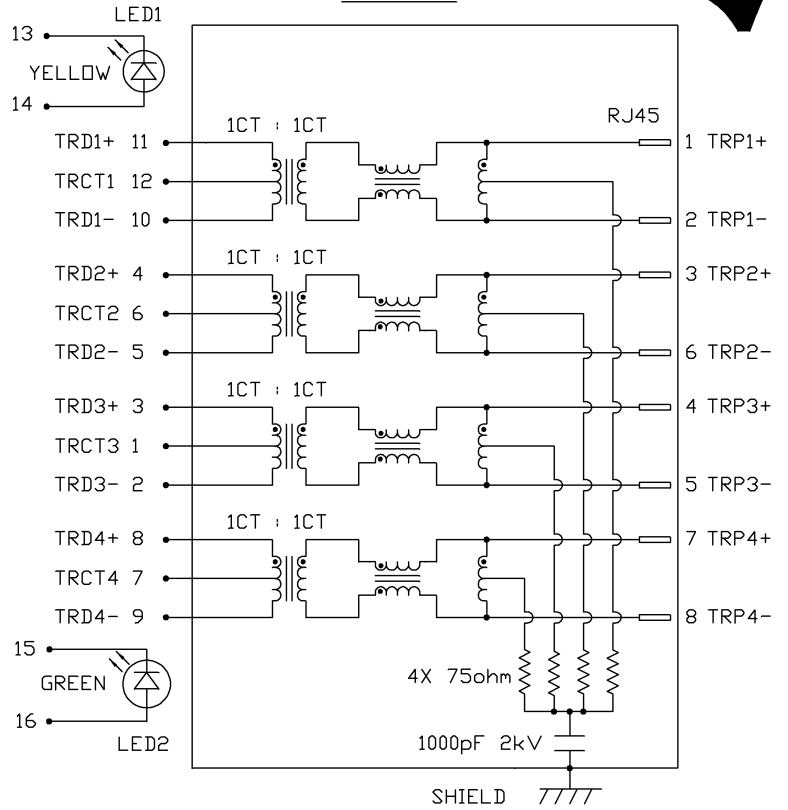 LED1
13
YELLOW
14
1CT : 1CT
RJ45
TRD1+ 11
1 TRP1+
TRCT1 12
TRD1- 10
2 TRP1-
1CT : 1CT
TRD2+ 4
3 TRP2+
TRCT2 6
TRD2- 5
6 TRP2-
1CT : 1CT
TRD3+ 3
4 TRP3+
TRCT3 1
TRD3- 2
5 TRP3-
1CT : 1CT
TRD4+ 8
7 TRP4+
TRCT4 7
TRD4- 9
8 TRP4-
15
GREEN
4X 75ohm
16
LED2
1000pF 2kV
SHIELD